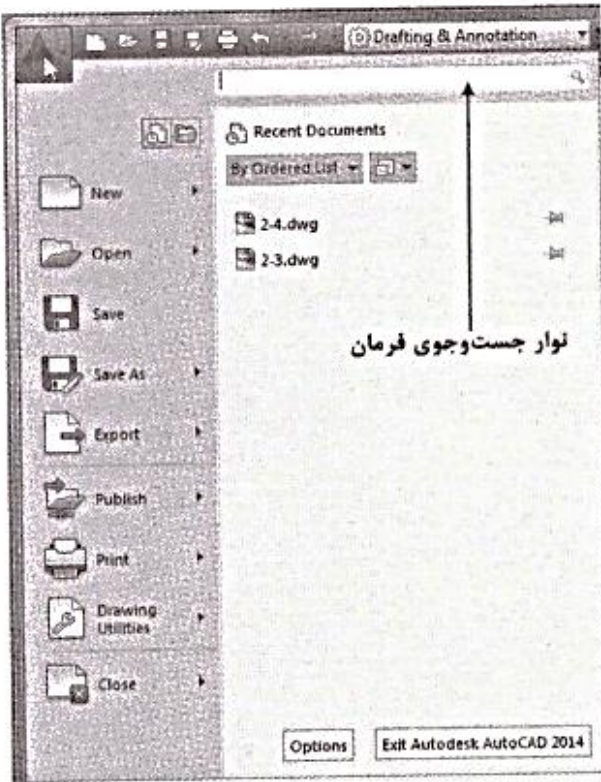 Drafting & Annotation
Recent Documents
By Ordered List
2-4.dwg
2-3.dwg
نوار جست‌وجوی فرمان
New
Open
Save
Save As
Export
Publish
Print
Drawing
Utilities
Close
Options
Exit Autodesk AutoCAD 2014